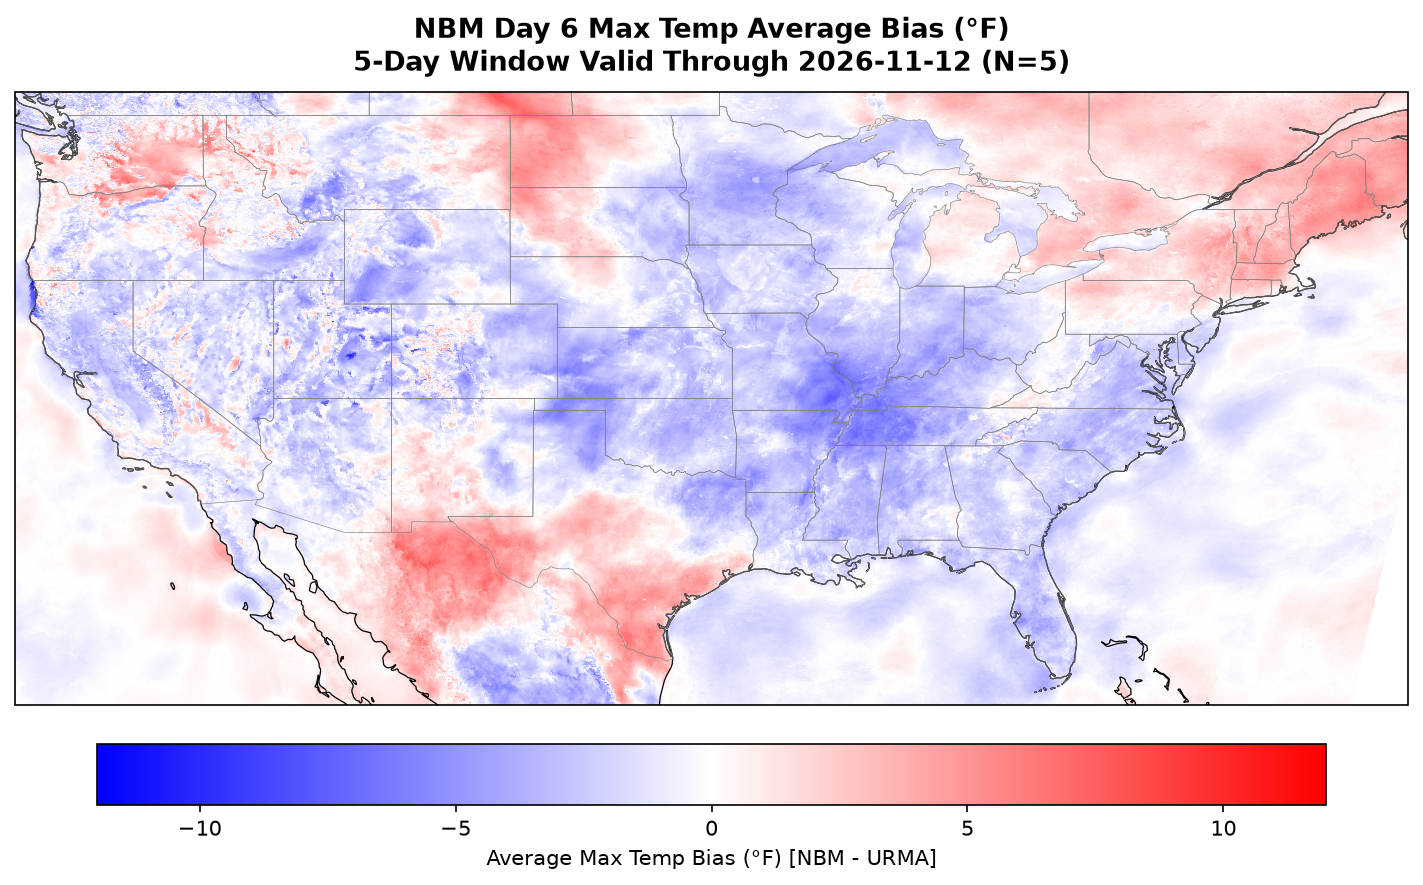 NBM Day 6 Max Temp Average Bias (°F)
5-Day Window Valid Through 2026-11-12 (N=5)
−10 −5 0 5 10
Average Max Temp Bias (°F) [NBM - URMA]